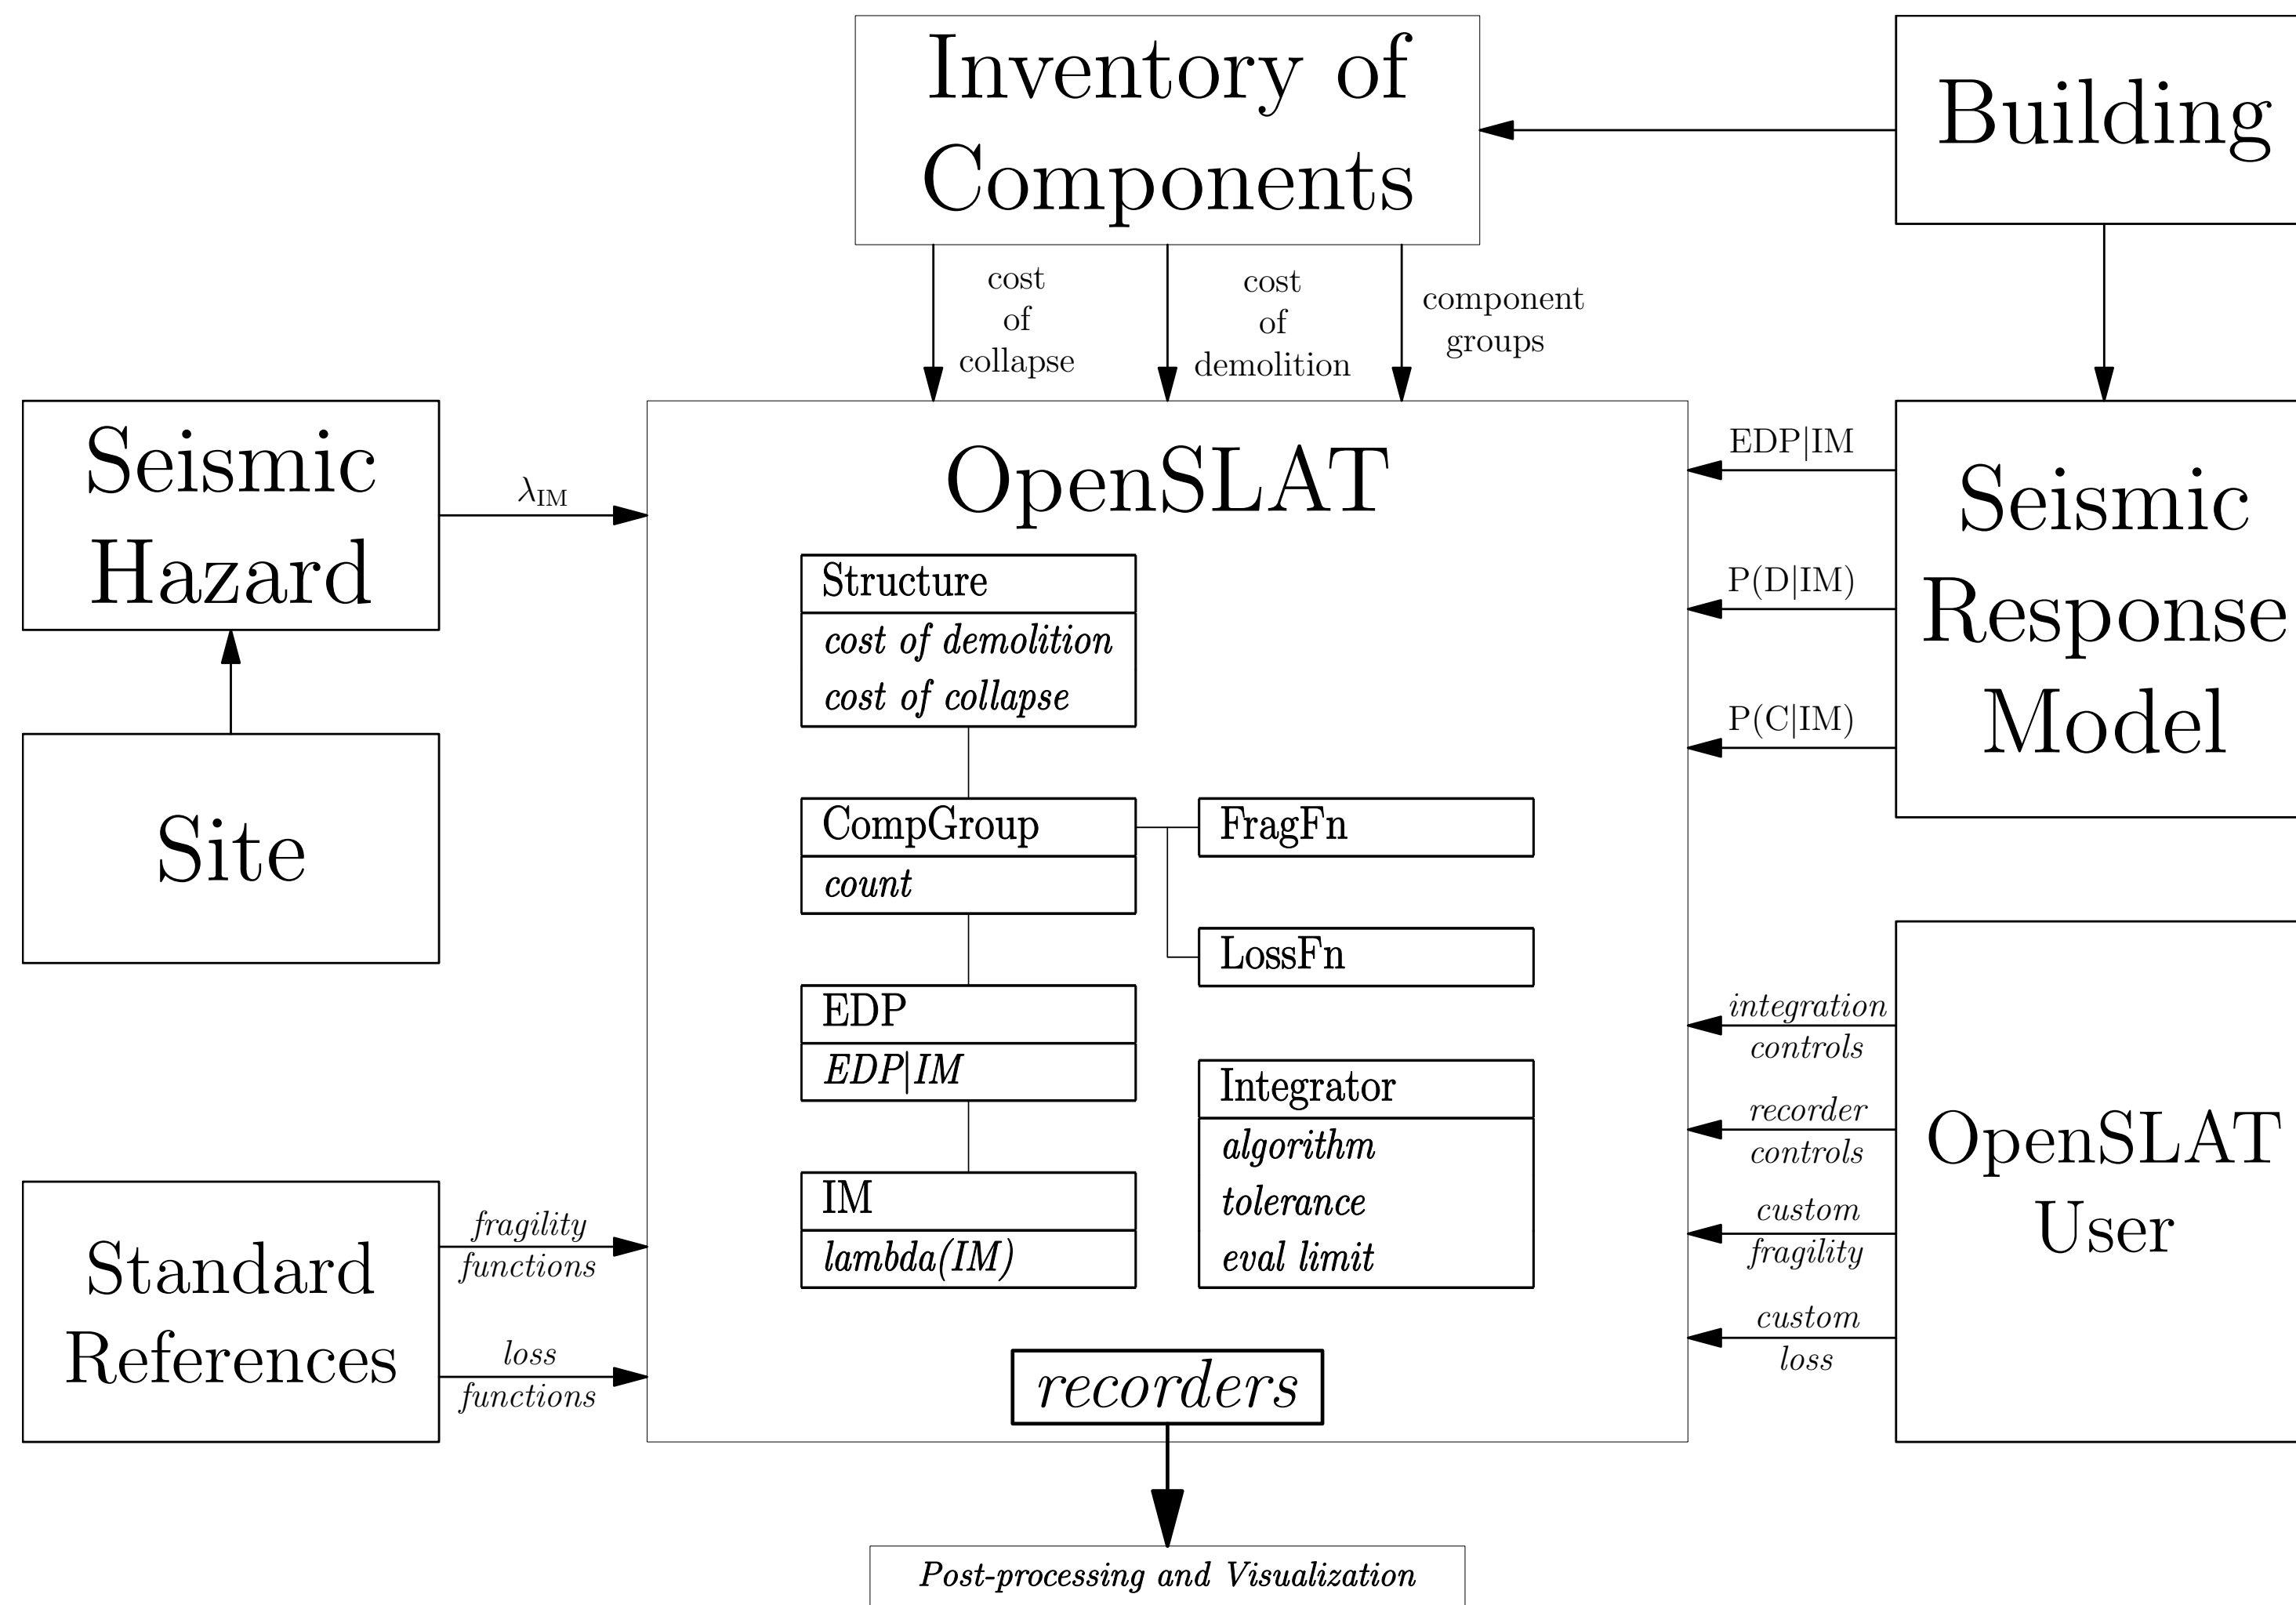 Inventory of
Components
Building
cost
of
collapse
cost
of
demolition
component
groups
Seismic
Hazard
λIM
Site
Standard
References
fragility
functions
loss
functions
OpenSLAT
Structure
cost of demolition
cost of collapse
CompGroup
count
FragFn
LossFn
EDP
EDP|IM
IM
lambda(IM)
Integrator
algorithm
tolerance
eval limit
recorders
EDP|IM
P(D|IM)
P(C|IM)
Seismic
Response
Model
integration
controls
recorder
controls
custom
fragility
custom
loss
OpenSLAT
User
Post-processing and Visualization